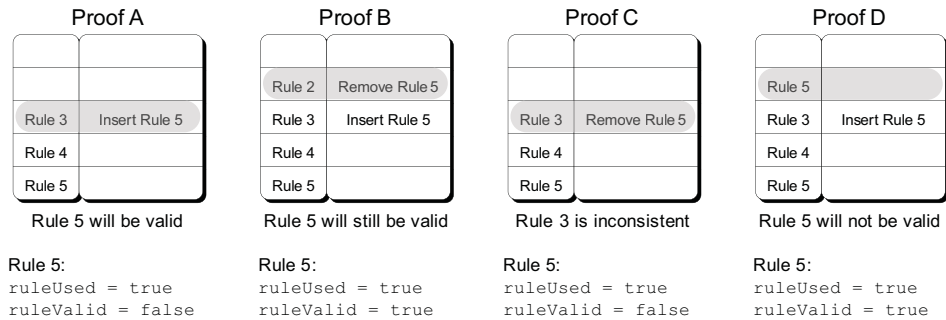 Proof A
Rule 3 Insert Rule 5
Rule 4
Rule 5
Rule 5 will be valid
Rule 5:
ruleUsed = true
ruleValid = false
Proof B
Rule 2 Remove Rule 5
Rule 3 Insert Rule 5
Rule 4
Rule 5
Rule 5 will still be valid
Rule 5:
ruleUsed = true
ruleValid = true
Proof C
Rule 3 Remove Rule 5
Rule 4
Rule 5
Rule 3 is inconsistent
Rule 5:
ruleUsed = true
ruleValid = false
Proof D
Rule 5
Rule 3 Insert Rule 5
Rule 4
Rule 5
Rule 5 will not be valid
Rule 5:
ruleUsed = true
ruleValid = true